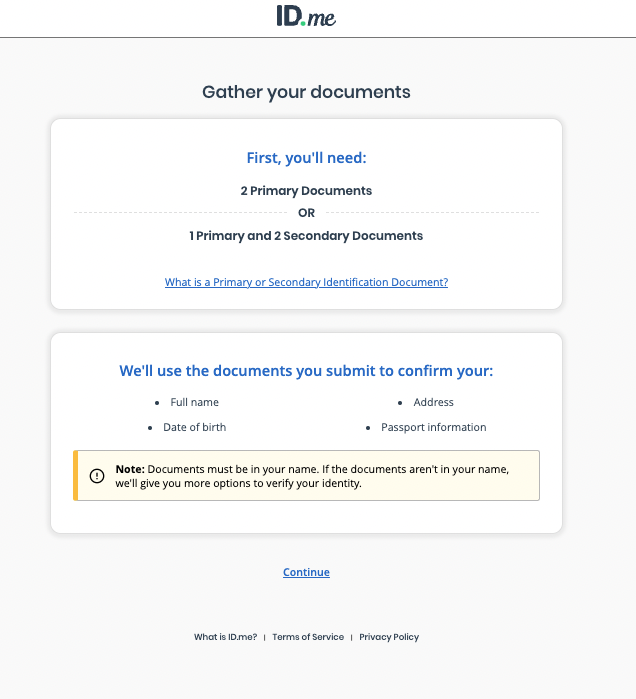 ID.me
Gather your documents
First, you'll need:
2 Primary Documents
OR
1 Primary and 2 Secondary Documents
What is a Primary or Secondary Identification Document?
We'll use the documents you submit to confirm your:
• Full name
• Address
• Date of birth
• Passport information
Note: Documents must be in your name. If the documents aren't in your name,
we'll give you more options to verify your identity.
Continue
What is ID.me? | Terms of Service | Privacy Policy